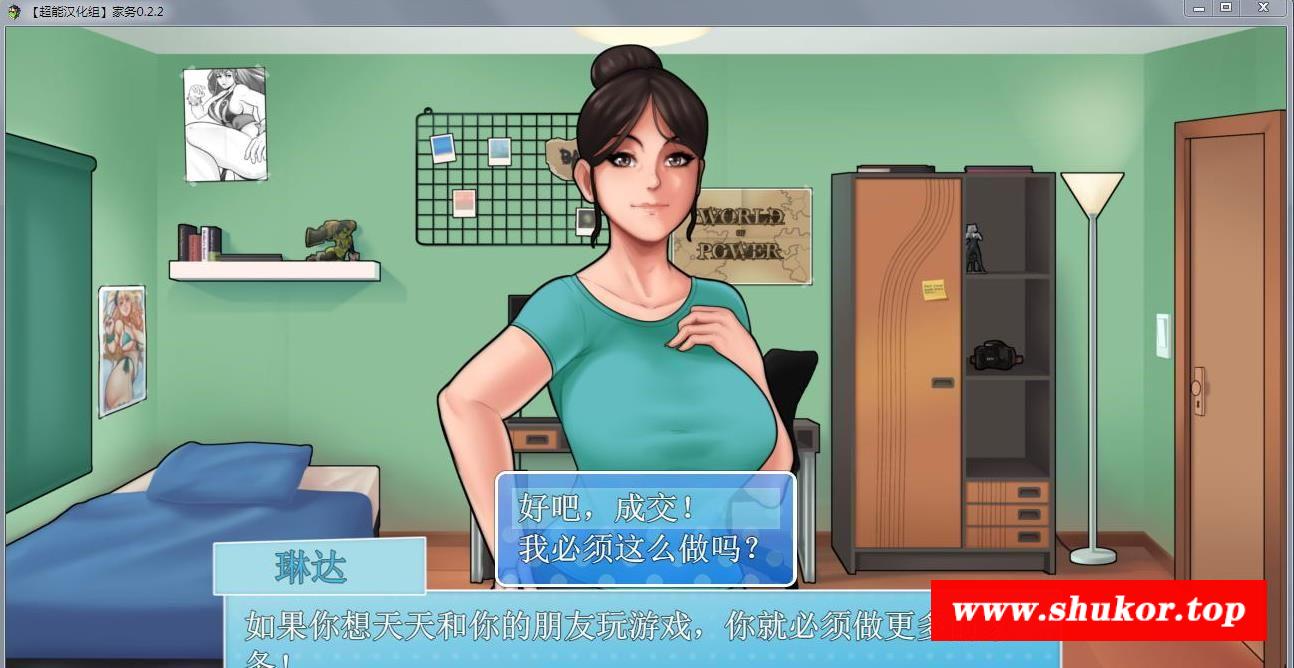 【超能汉化组】家务0.2.2
WORLD
OF
POWER
好吧，成交！
我必须这么做吗？
琳达
如果你想天天和你的朋友玩游戏，你就必须做更多
务！
www.shukor.top